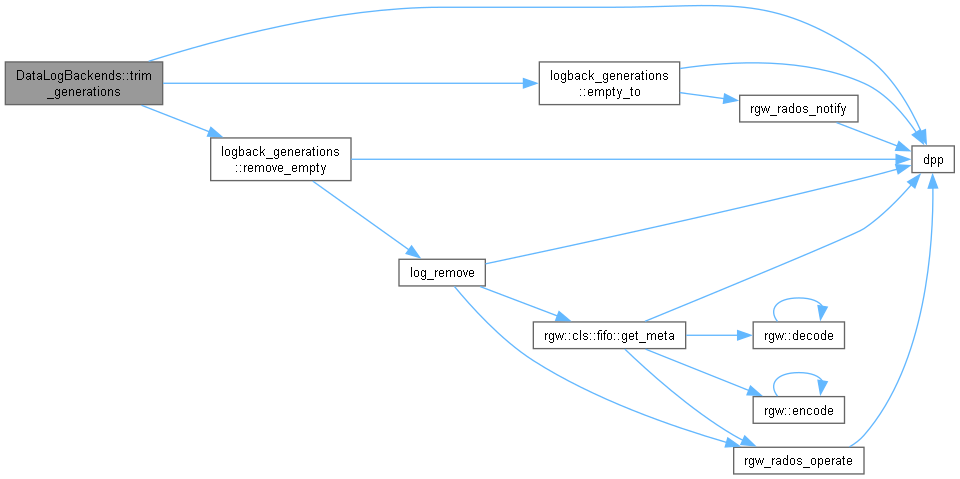 DataLogBackends::trim
_generations
logback_generations
::empty_to
rgw_rados_notify
logback_generations
::remove_empty
dpp
log_remove
rgw::cls::fifo::get_meta
rgw::decode
rgw::encode
rgw_rados_operate